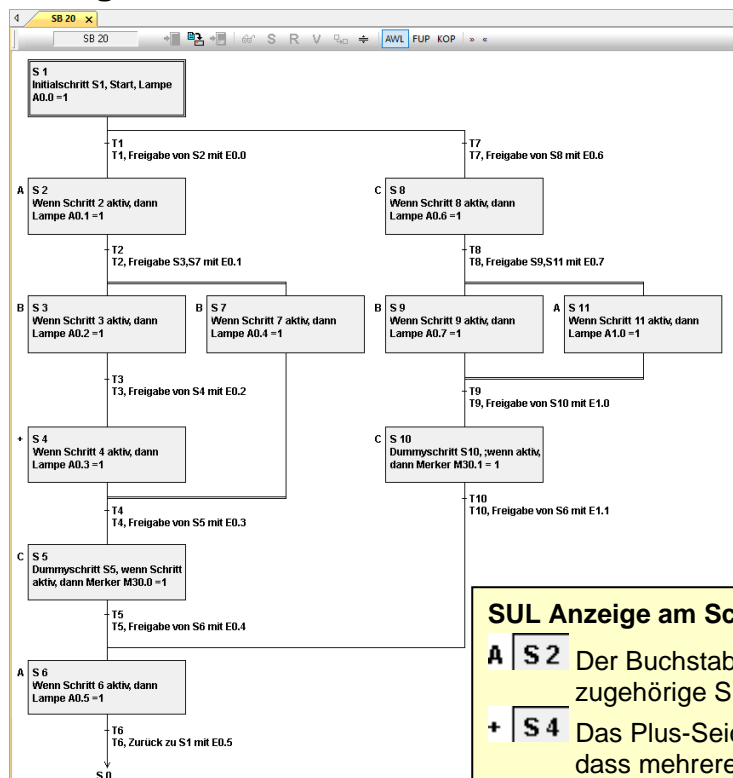 SB 20
SB 20
S R V AWL FUP KOP » «
S 1
Initialschritt S1, Start, Lampe
A0.0 =1
T1
T1, Freigabe von S2 mit E0.0
T7
T7, Freigabe von S8 mit E0.6
A S 2
Wenn Schritt 2 aktiv, dann
Lampe A0.1 =1
C S 8
Wenn Schritt 8 aktiv, dann
Lampe A0.6 =1
T2
T2, Freigabe S3,S7 mit E0.1
T8
T8, Freigabe S9,S11 mit E0.7
B S 3
Wenn Schritt 3 aktiv, dann
Lampe A0.2 =1
B S 7
Wenn Schritt 7 aktiv, dann
Lampe A0.4 =1
B S 9
Wenn Schritt 9 aktiv, dann
Lampe A0.7 =1
A S 11
Wenn Schritt 11 aktiv, dann
Lampe A1.0 =1
T3
T3, Freigabe von S4 mit E0.2
T9
T9, Freigabe von S10 mit E1.0
+ S 4
Wenn Schritt 4 aktiv, dann
Lampe A0.3 =1
C S 10
Dummyschritt S10, ;wenn aktiv,
dann Merker M30.1 = 1
T4
T4, Freigabe von S5 mit E0.3
T10
T10, Freigabe von S6 mit E1.1
C S 5
Dummyschritt S5, wenn Schritt
aktiv, dann Merker M30.0 =1
T5
T5, Freigabe von S6 mit E0.4
A S 6
Wenn Schritt 6 aktiv, dann
Lampe A0.5 =1
T6
T6, Zurück zu S1 mit E0.5
S 0
SUL Anzeige am Sc
A S 2 Der Buchstab
zugehörige S
+ S 4 Das Plus-Seic
dass mehrere